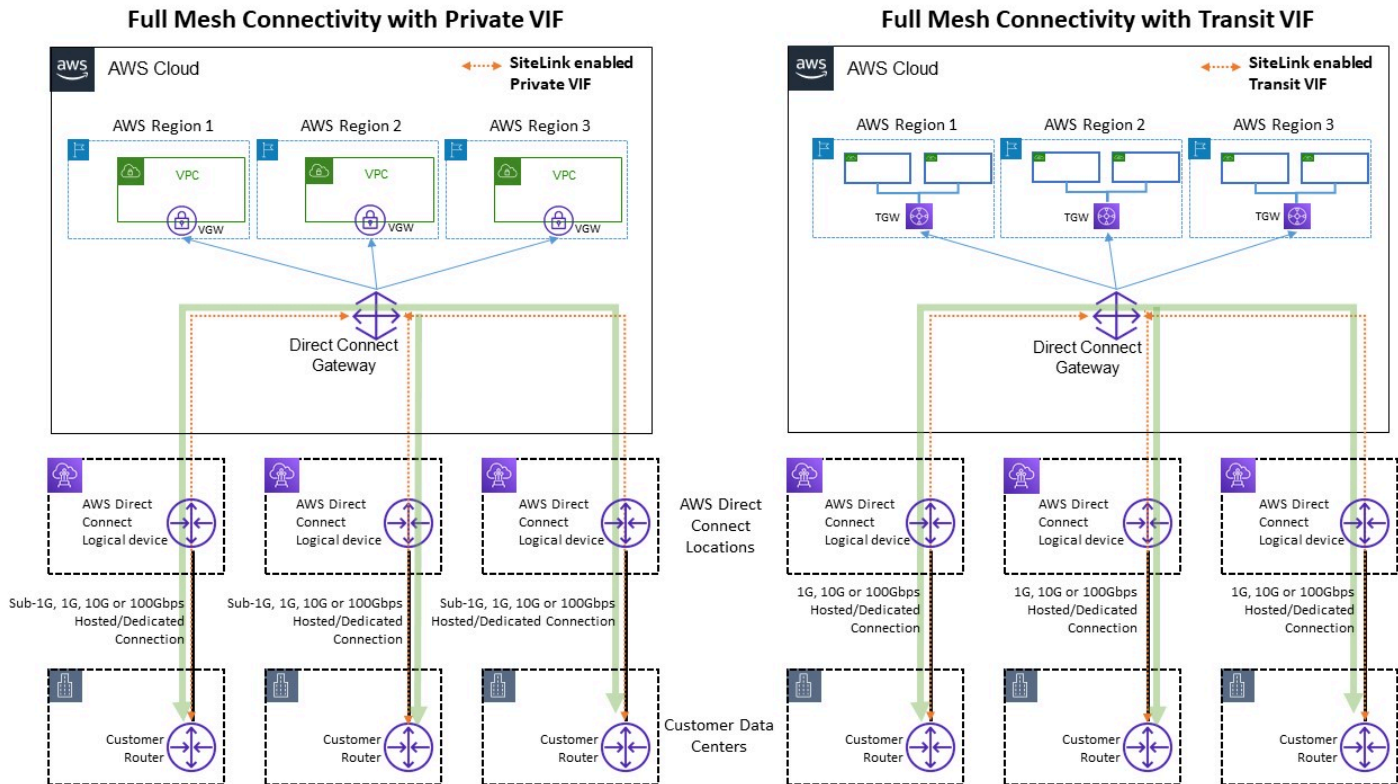 Full Mesh Connectivity with Private VIF
aws
AWS Cloud
SiteLink enabled
Private VIF
AWS Region 1
AWS Region 2
AWS Region 3
VPC
VPC
VPC
VGW
VGW
VGW
Direct Connect
Gateway
AWS Direct
Connect
Logical device
AWS Direct
Connect
Logical device
AWS Direct
Connect
Logical device
AWS Direct
Connect
Locations
Sub-1G, 1G, 10G or 100Gbps
Hosted/Dedicated
Connection
Sub-1G, 1G, 10G or 100Gbps
Hosted/Dedicated
Connection
Sub-1G, 1G, 10G or 100Gbps
Hosted/Dedicated Connection
Customer
Router
Customer
Router
Customer
Router
Customer Data
Centers
Full Mesh Connectivity with Transit VIF
aws
AWS Cloud
SiteLink enabled
Transit VIF
AWS Region 1
AWS Region 2
AWS Region 3
TGW
TGW
TGW
Direct Connect
Gateway
AWS Direct
Connect
Logical device
AWS Direct
Connect
Logical device
AWS Direct
Connect
Logical device
1G, 10G or 100Gbps
Hosted/Dedicated
Connection
1G, 10G or 100Gbps
Hosted/Dedicated
Connection
1G, 10G or 100Gbps
Hosted/Dedicated
Connection
Customer
Router
Customer
Router
Customer
Router